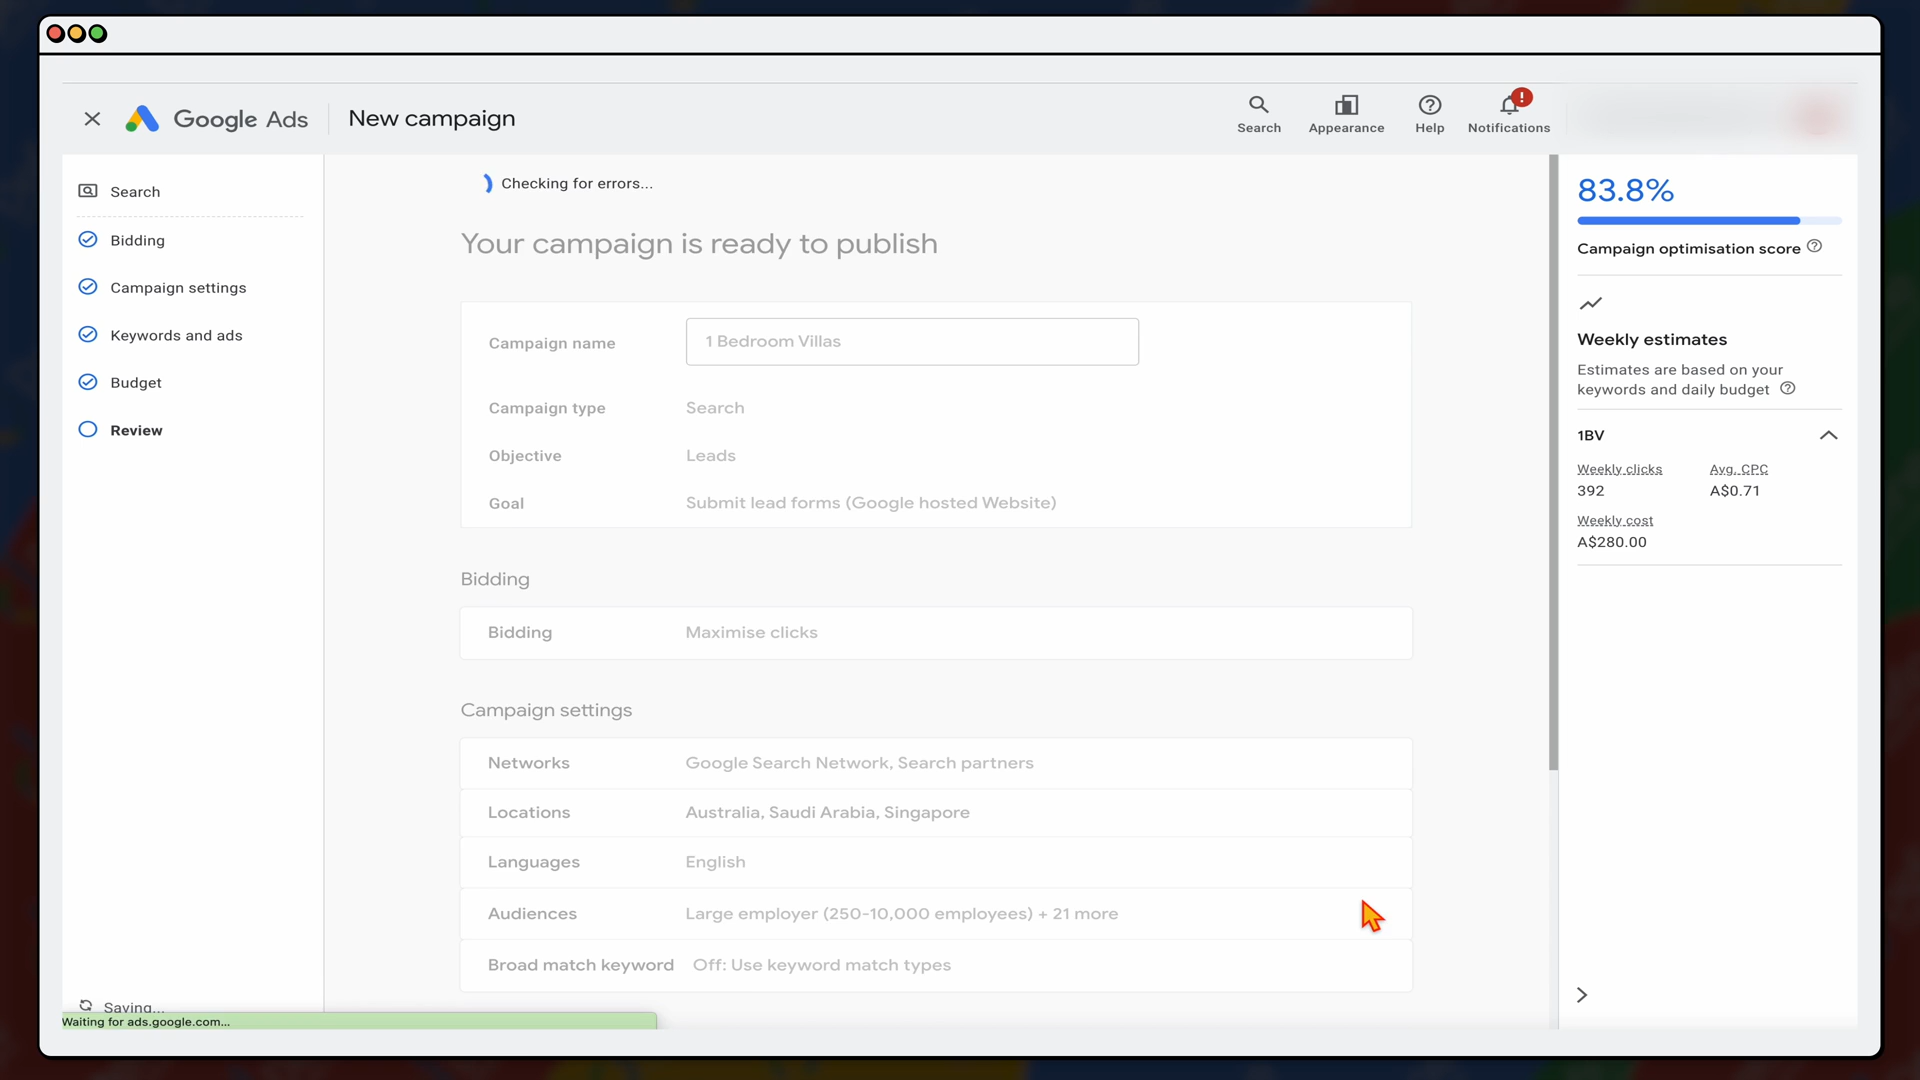 Google Ads
New campaign
Search
Appearance
Help
!
Notifications
Search
Bidding
Campaign settings
Keywords and ads
Budget
Review
Saving...
Waiting for ads.google.com...
Checking for errors...
Your campaign is ready to publish
Campaign name 1 Bedroom Villas
Campaign type Search
Objective Leads
Goal Submit lead forms (Google hosted Website)
Bidding
Bidding Maximise clicks
Campaign settings
Networks Google Search Network, Search partners
Locations Australia, Saudi Arabia, Singapore
Languages English
Audiences Large employer (250-10,000 employees) + 21 more
Broad match keyword Off: Use keyword match types
83.8%
Campaign optimisation score
Weekly estimates
Estimates are based on your
keywords and daily budget
1BV
Weekly clicks Avg. CPC
392 A$0.71
Weekly cost
A$280.00